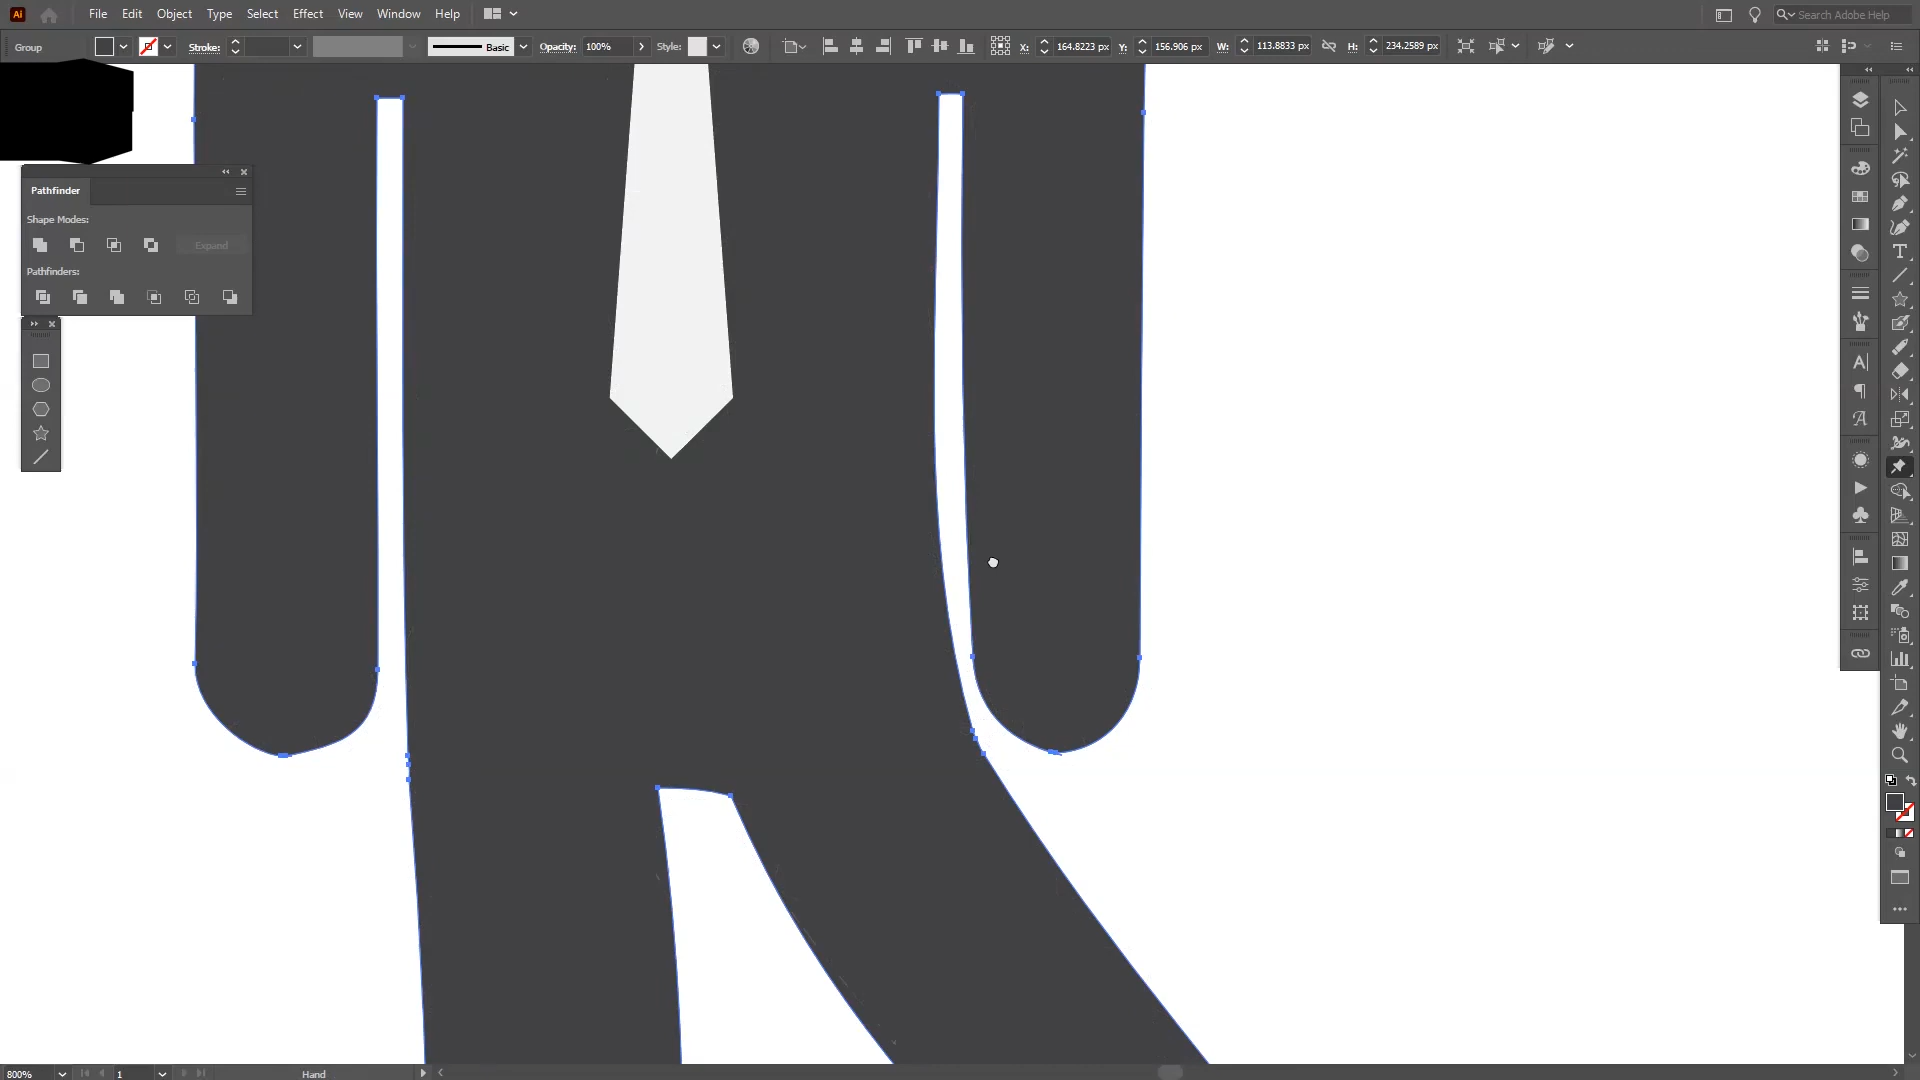 Ai File Edit Object Type Select Effect View Window Help Search Adobe Help
Group Stroke: Basic Opacity: 100% Style: X: 164.8223 px Y: 156.906 px W: 113.8833 px H: 234.2589 px
Pathfinder
Shape Modes:
Expand
Pathfinders:
800% 1 Hand